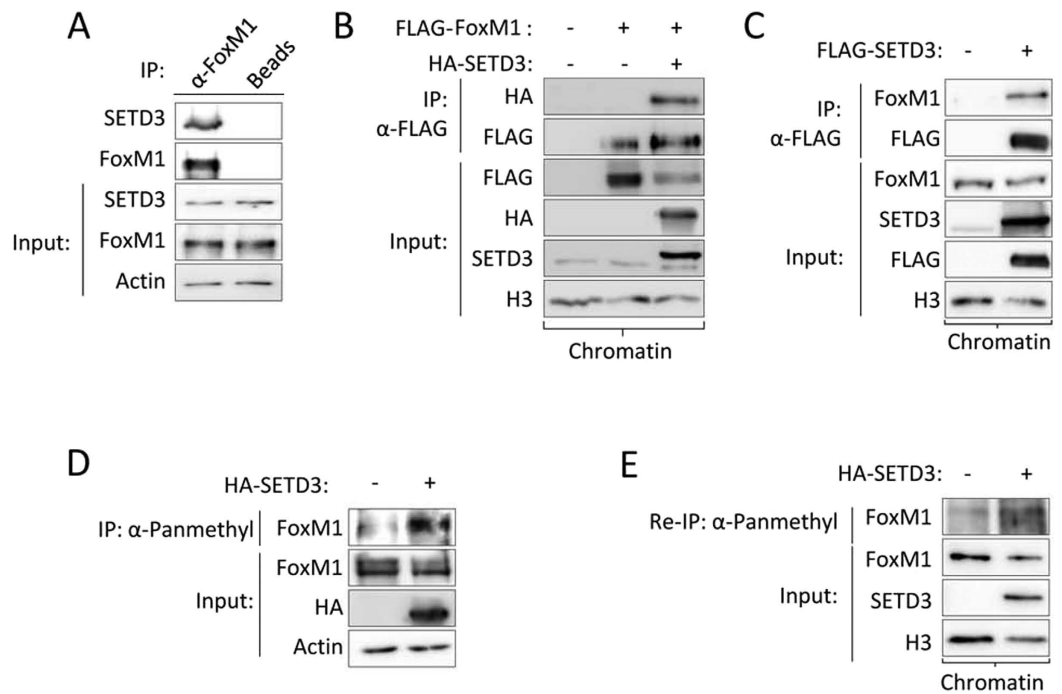 A
IP: α-FoxM1 Beads
SETD3
FoxM1
Input: SETD3
FoxM1
Actin
B
FLAG-FoxM1 : - + +
HA-SETD3: - - +
IP: α-FLAG HA
FLAG
Input: FLAG
HA
SETD3
H3
Chromatin
C
FLAG-SETD3: - +
IP: α-FLAG FoxM1
FLAG
Input: FoxM1
SETD3
FLAG
H3
Chromatin
D
HA-SETD3: - +
IP: α-Panmethyl FoxM1
Input: FoxM1
HA
Actin
E
HA-SETD3: - +
Re-IP: α-Panmethyl FoxM1
Input: FoxM1
SETD3
H3
Chromatin